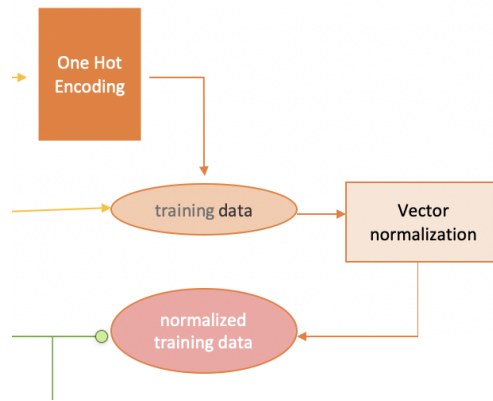 One Hot
Encoding
training data
Vector
normalization
normalized
training data